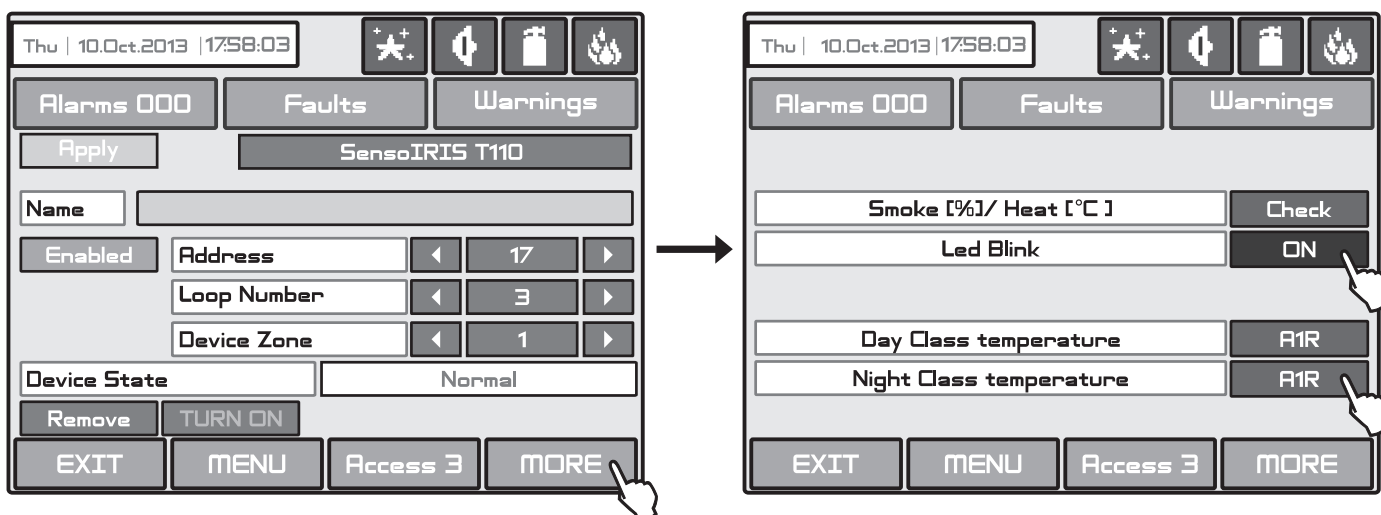 Thu | 10.Oct.2013 | 17:58:03
Alarms 000 Faults Warnings
Apply SensoIRIS T110
Name
Enabled Address 17
Loop Number 3
Device Zone 1
Device State Normal
Remove TURN ON
EXIT MENU Access 3 MORE
Thu | 10.Oct.2013 | 17:58:03
Alarms 000 Faults Warnings
Smoke [%]/ Heat [°C ] Check
Led Blink ON
Day Class temperature A1R
Night Class temperature A1R
EXIT MENU Access 3 MORE